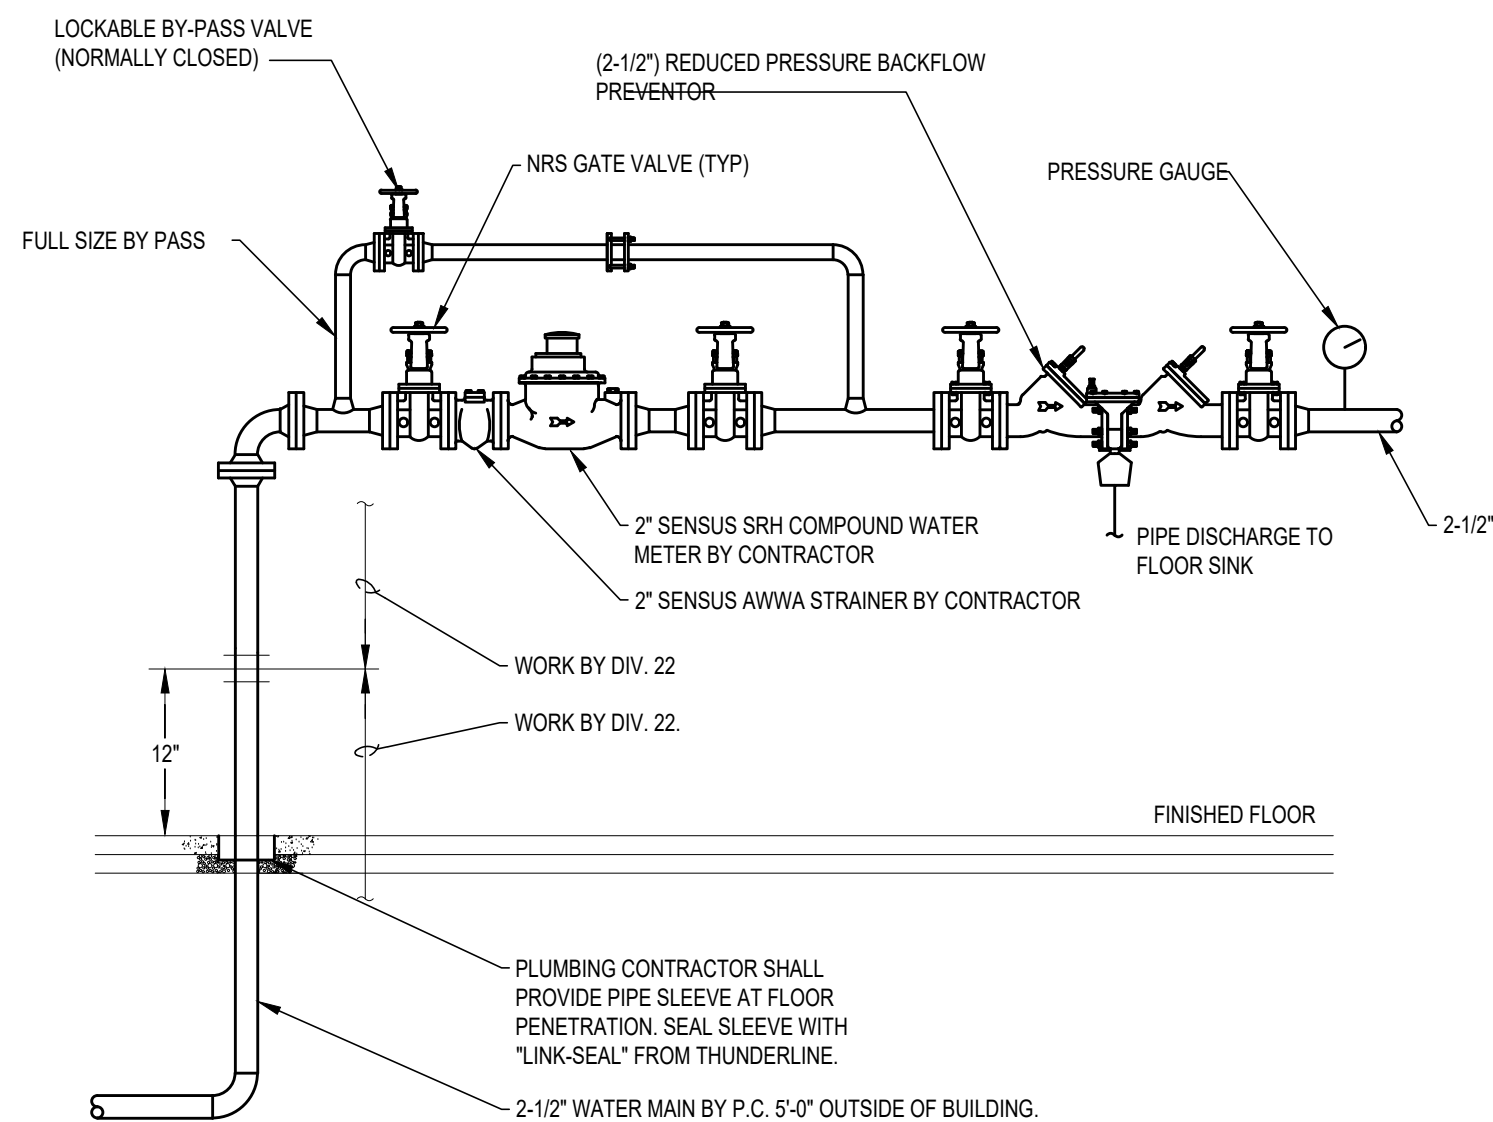 LOCKABLE BY-PASS VALVE
(NORMALLY CLOSED)
(2-1/2") REDUCED PRESSURE BACKFLOW
PREVENTOR
NRS GATE VALVE (TYP)
PRESSURE GAUGE
FULL SIZE BY PASS
2" SENSUS SRH COMPOUND WATER
METER BY CONTRACTOR
2-1/2"
PIPE DISCHARGE TO
FLOOR SINK
2" SENSUS AWWA STRAINER BY CONTRACTOR
WORK BY DIV. 22
WORK BY DIV. 22.
12"
FINISHED FLOOR
PLUMBING CONTRACTOR SHALL
PROVIDE PIPE SLEEVE AT FLOOR
PENETRATION. SEAL SLEEVE WITH
"LINK-SEAL" FROM THUNDERLINE.
2-1/2" WATER MAIN BY P.C. 5'-0" OUTSIDE OF BUILDING.